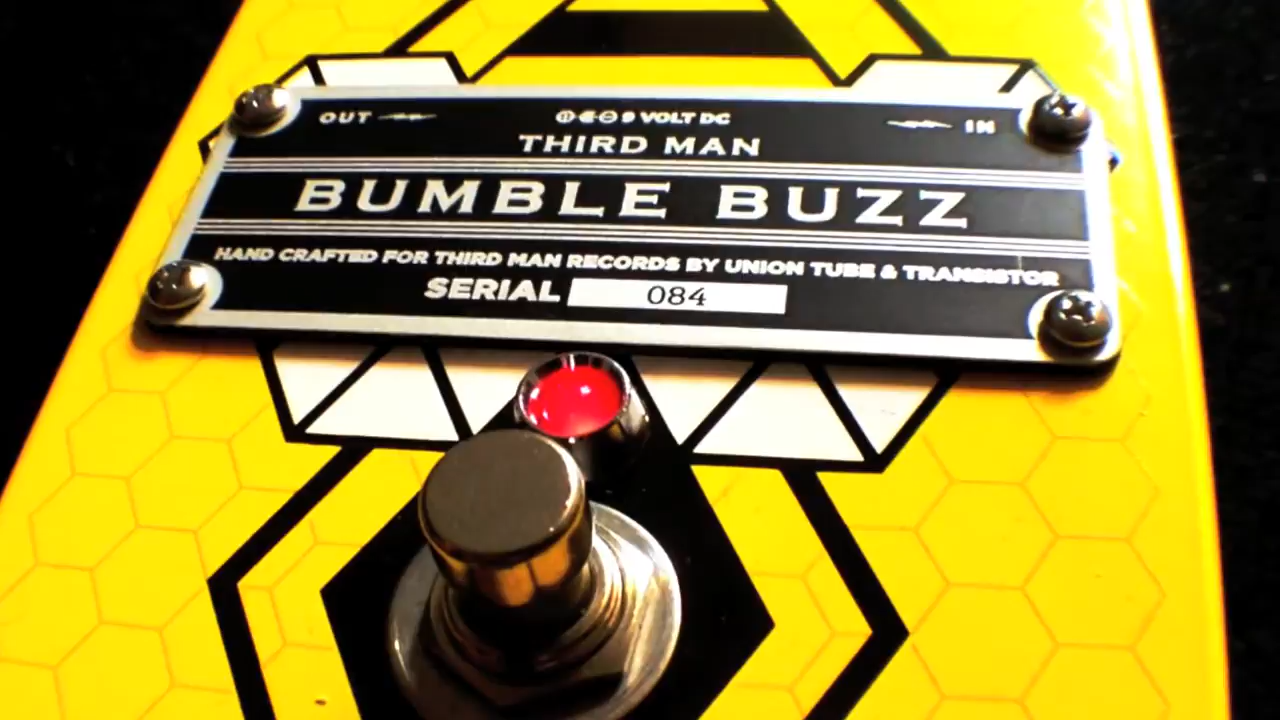 OUT 9 VOLT DC IN
THIRD MAN
BUMBLE BUZZ
HAND CRAFTED FOR THIRD MAN RECORDS BY UNION TUBE & TRANSISTOR
SERIAL 084